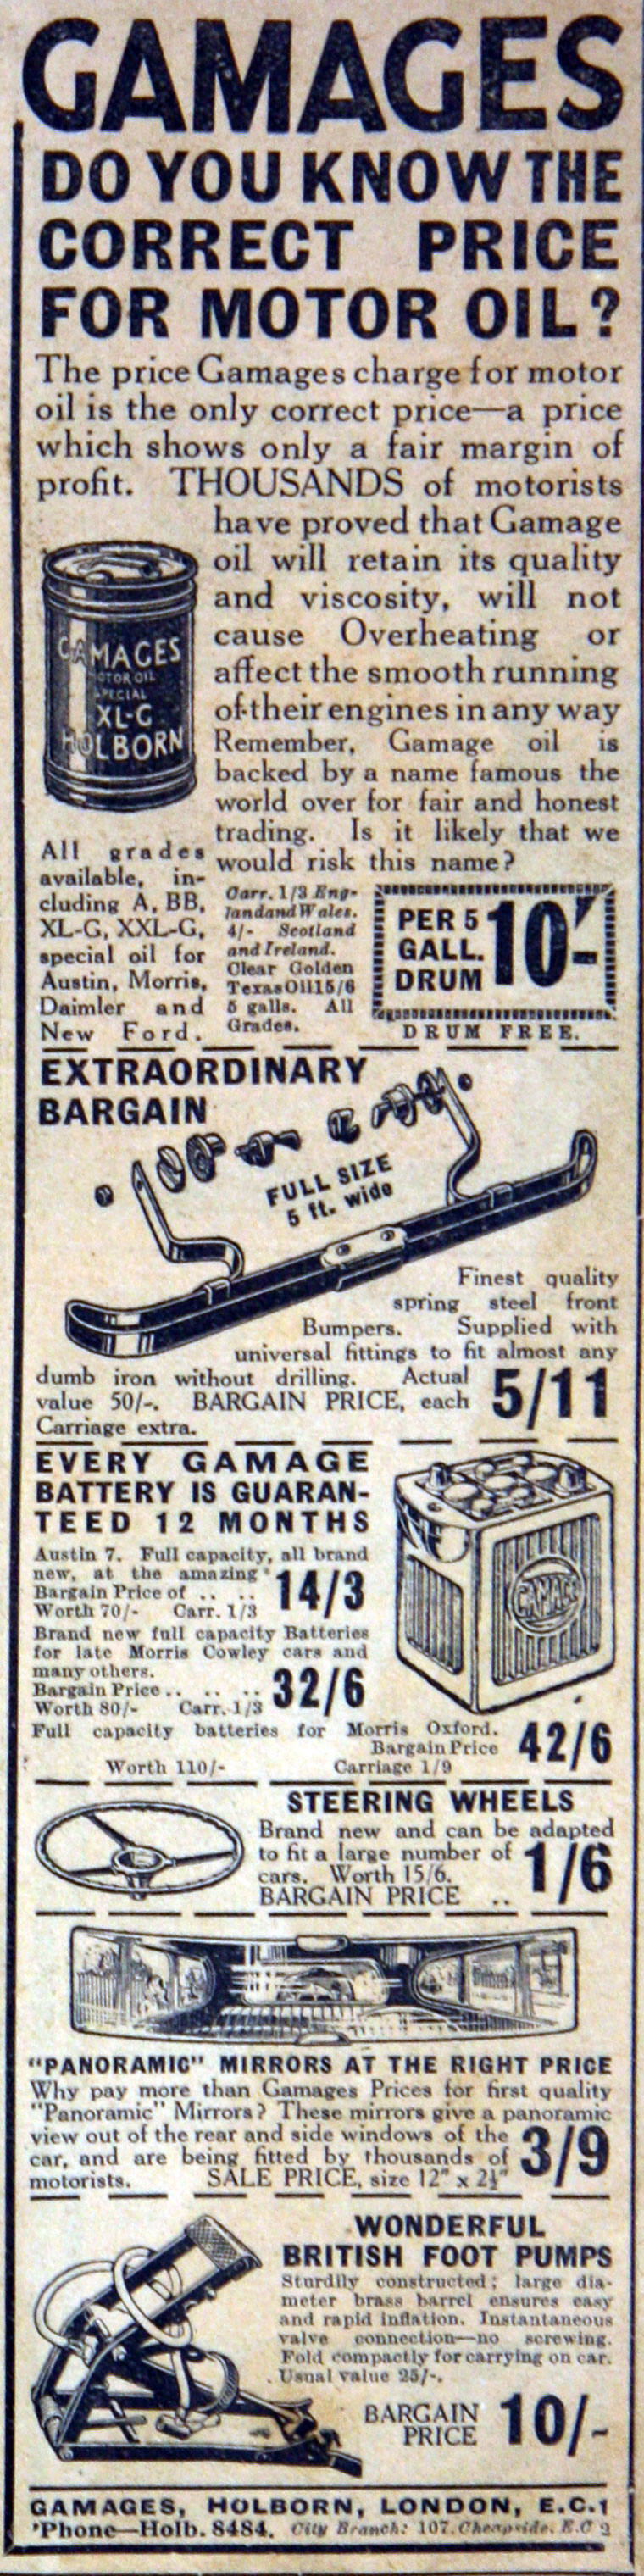 GAMAGES
DO YOU KNOW THE
CORRECT PRICE
FOR MOTOR OIL?
The price Gamages charge for motor
oil is the only correct price—a price
which shows only a fair margin of
profit. THOUSANDS of motorists
have proved that Gamage
oil will retain its quality
and viscosity, will not
cause Overheating or
affect the smooth running
of their engines in any way
Remember, Gamage oil is
backed by a name famous the
world over for fair and honest
trading. Is it likely that we
would risk this name?
GAMAGES
MOTOR OIL
SPECIAL
XL-G
HOLBORN
All grades
available, in-
cluding A, BB,
XL-G, XXL-G,
special oil for
Austin, Morris,
Daimler and
New Ford.
Carr. 1/3 Eng-
land and Wales.
4/- Scotland
and Ireland.
Clear Golden
Texas Oil 15/6
5 galls. All
Grades.
PER 5
GALL.
DRUM
10'-
DRUM FREE.
EXTRAORDINARY
BARGAIN
FULL SIZE
5 ft. wide
Finest quality
spring steel front
Bumpers. Supplied with
universal fittings to fit almost any
dumb iron without drilling. Actual
value 50/-. BARGAIN PRICE, each 5/11
Carriage extra.
EVERY GAMAGE
BATTERY IS GUARAN-
TEED 12 MONTHS
Austin 7. Full capacity, all brand
new, at the amazing
Bargain Price of .. .. 14/3
Worth 70/- Carr. 1/3
Brand new full capacity Batteries
for late Morris Cowley cars and
many others.
Bargain Price .. .. .. 32/6
Worth 80/- Carr. 1/3
GAMAGE
Full capacity batteries for Morris Oxford.
Bargain Price 42/6
Worth 110/- Carriage 1/9
STEERING WHEELS
Brand new and can be adapted
to fit a large number of
cars. Worth 15/6.
BARGAIN PRICE .. 1/6
"PANORAMIC" MIRRORS AT THE RIGHT PRICE
Why pay more than Gamages Prices for first quality
"Panoramic" Mirrors? These mirrors give a panoramic
view out of the rear and side windows of the
car, and are being fitted by thousands of
motorists. SALE PRICE, size 12" x 2½" 3/9
WONDERFUL
BRITISH FOOT PUMPS
Sturdily constructed; large dia-
meter brass barrel ensures easy
and rapid inflation. Instantaneous
valve connection—no screwing.
Fold compactly for carrying on car.
Usual value 25/-.
BARGAIN
PRICE 10/-
GAMAGES, HOLBORN, LONDON, E.C.1
'Phone—Holb. 8484. City Branch: 107, Cheapside, E.C 2